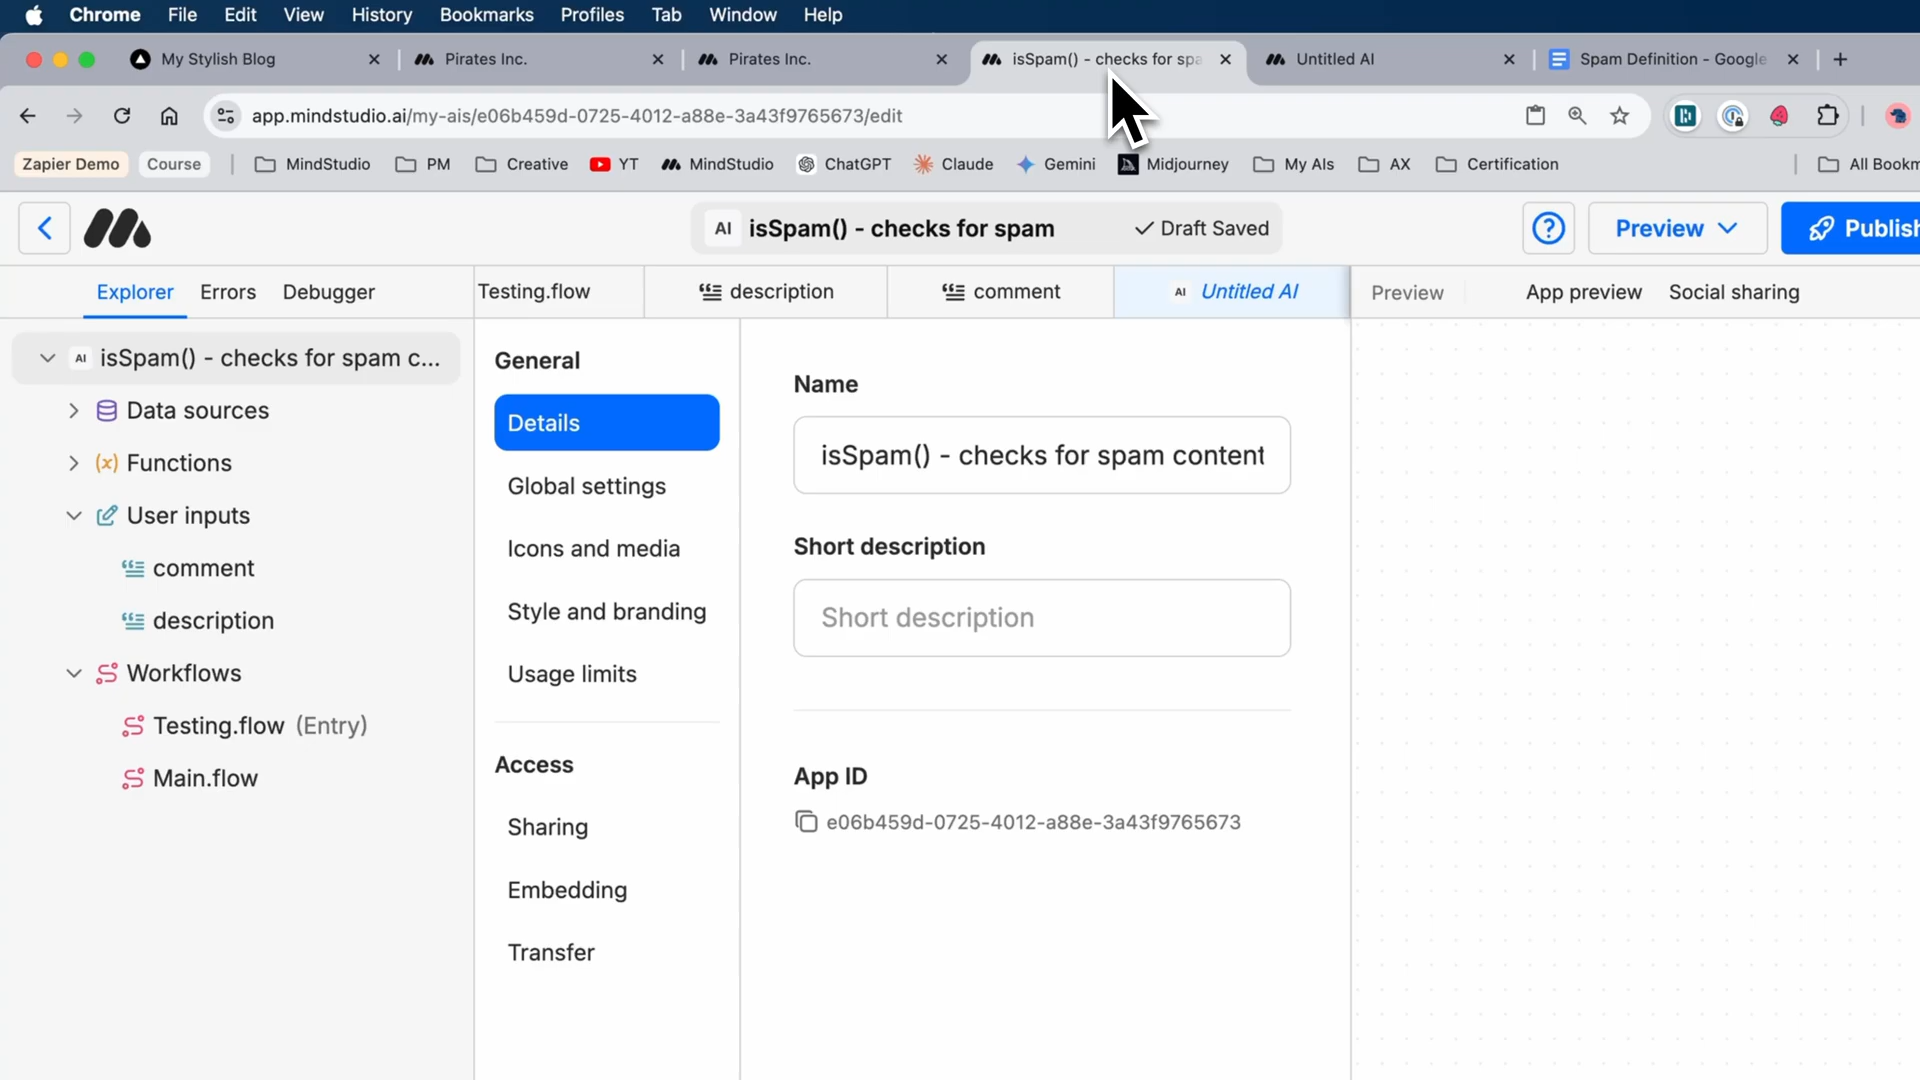 Chrome File Edit View History Bookmarks Profiles Tab Window Help
My Stylish Blog Pirates Inc. Pirates Inc. isSpam() - checks for spa Untitled AI Spam Definition - Google
app.mindstudio.ai/my-ais/e06b459d-0725-4012-a88e-3a43f9765673/edit
Zapier Demo Course MindStudio PM Creative YT MindStudio ChatGPT Claude Gemini Midjourney My AIs AX Certification All Bookm
AI isSpam() - checks for spam Draft Saved Preview Publish
Explorer Errors Debugger Testing.flow description comment AI Untitled AI Preview App preview Social sharing
AI isSpam() - checks for spam c...
Data sources
Functions
User inputs
comment
description
Workflows
Testing.flow (Entry)
Main.flow
General
Details
Global settings
Icons and media
Style and branding
Usage limits
Access
Sharing
Embedding
Transfer
Name
isSpam() - checks for spam content
Short description
Short description
App ID
e06b459d-0725-4012-a88e-3a43f9765673